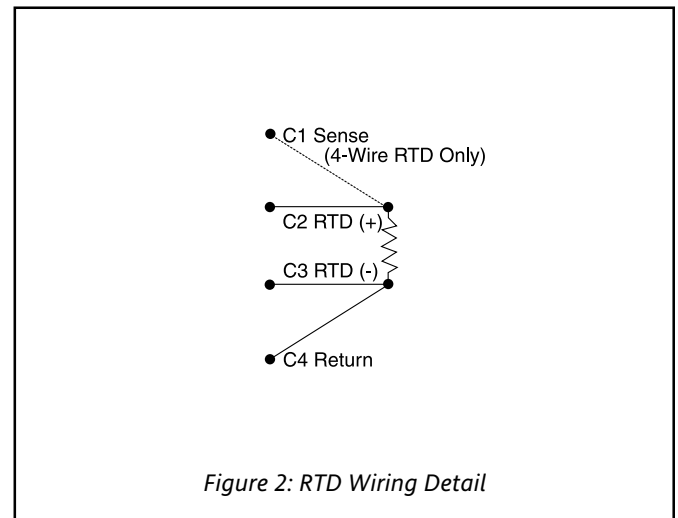 C1 Sense
(4-Wire RTD Only)
C2 RTD (+)
C3 RTD (-)
C4 Return
Figure 2: RTD Wiring Detail